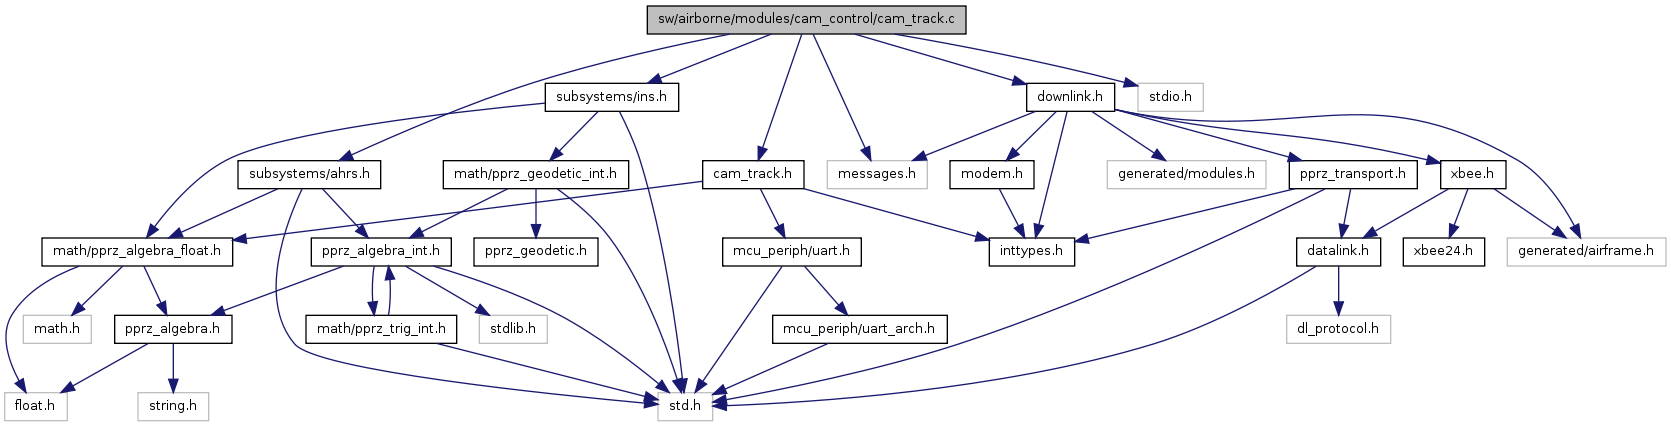 sw/airborne/modules/cam_control/cam_track.c
subsystems/ins.h
downlink.h
stdio.h
subsystems/ahrs.h
math/pprz_geodetic_int.h
cam_track.h
messages.h
modem.h
generated/modules.h
pprz_transport.h
xbee.h
math/pprz_algebra_float.h
pprz_algebra_int.h
pprz_geodetic.h
mcu_periph/uart.h
inttypes.h
datalink.h
xbee24.h
generated/airframe.h
math.h
pprz_algebra.h
math/pprz_trig_int.h
stdlib.h
mcu_periph/uart_arch.h
dl_protocol.h
float.h
string.h
std.h